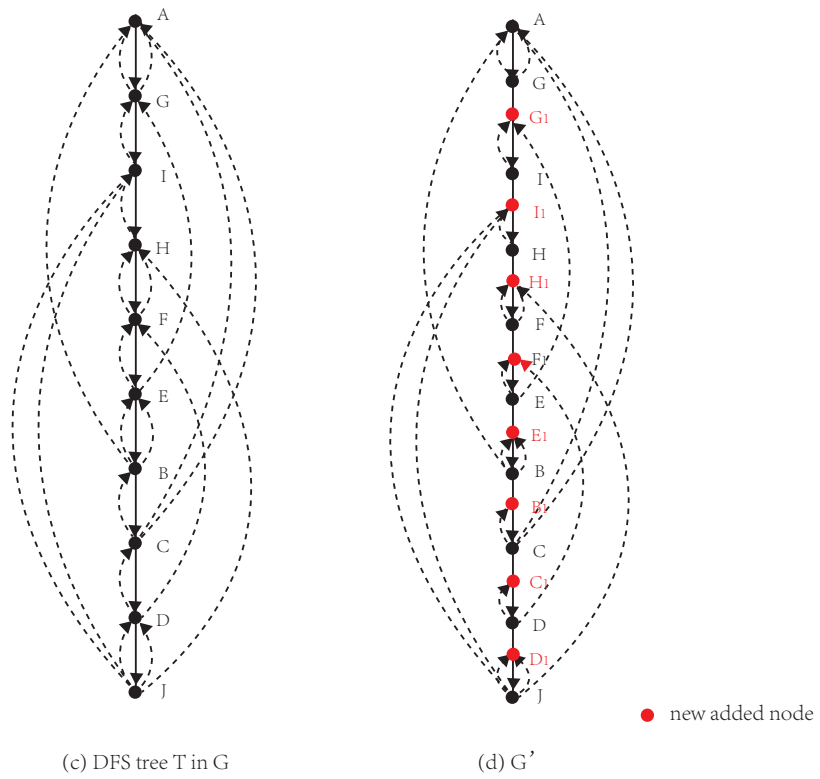 A
G
I
H
F
E
B
C
D
J
(c) DFS tree T in G
A
G
G1
I
I1
H
H1
F
F1
E
E1
B
B1
C
C1
D
D1
J
new added node
(d) G′